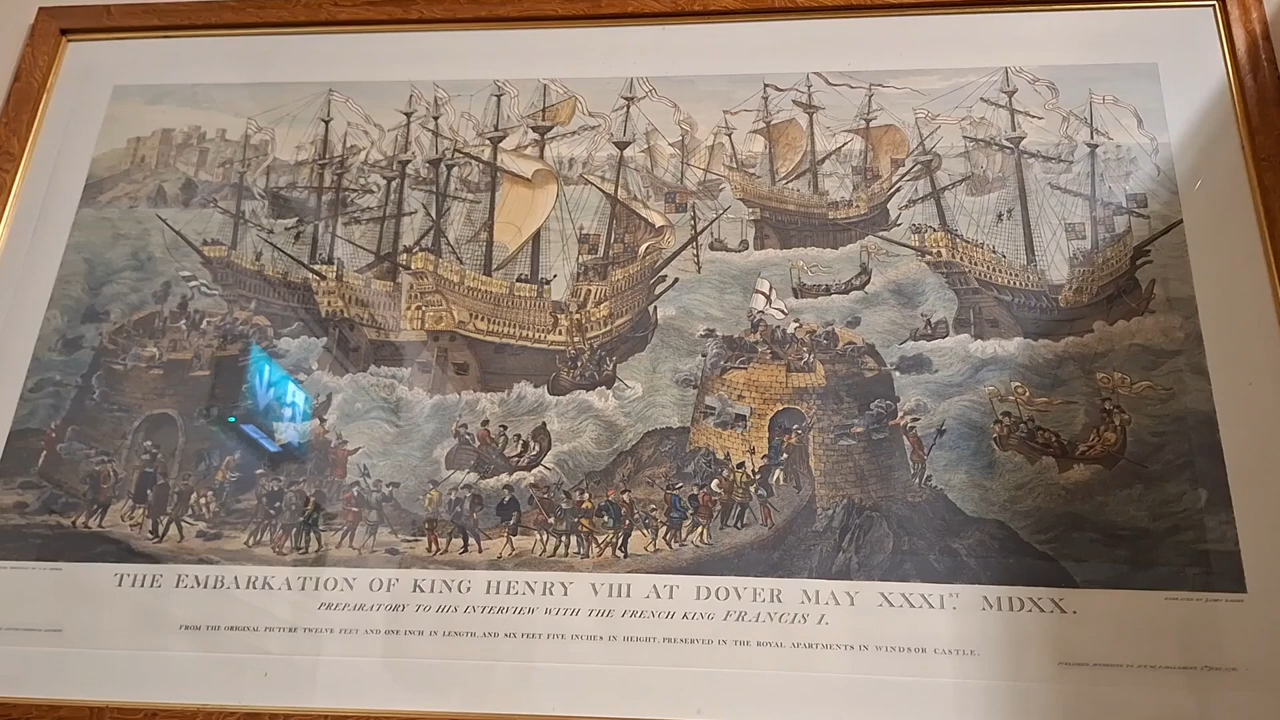 THE EMBARKATION OF KING HENRY VIII AT DOVER MAY XXXI.ST MDXX.
PREPARATORY TO HIS INTERVIEW WITH THE FRENCH KING FRANCIS I.
FROM THE ORIGINAL PICTURE TWELVE FEET AND ONE INCH IN LENGTH, AND SIX FEET FIVE INCHES IN HEIGHT, PRESERVED IN THE ROYAL APARTMENTS IN WINDSOR CASTLE.